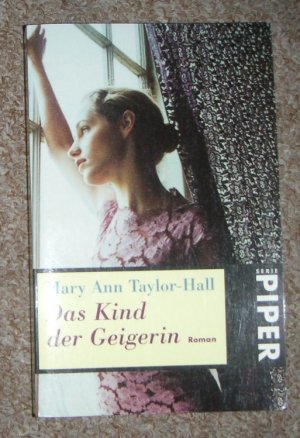 Mary Ann Taylor-Hall
Das Kind
der Geigerin Roman
SERIE
PIPER